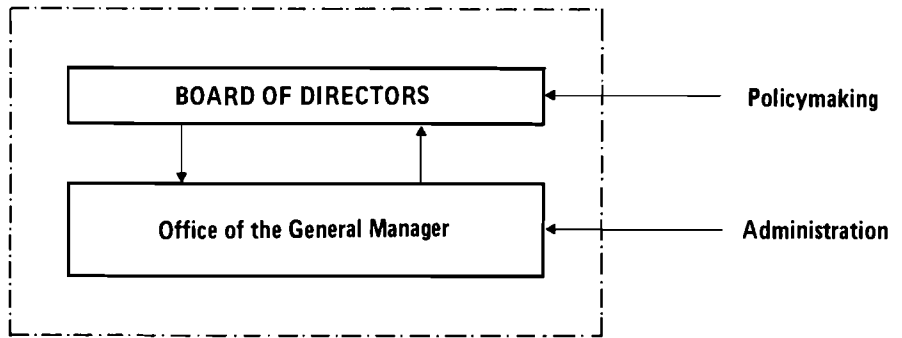 BOARD OF DIRECTORS
Policymaking
Office of the General Manager
Administration